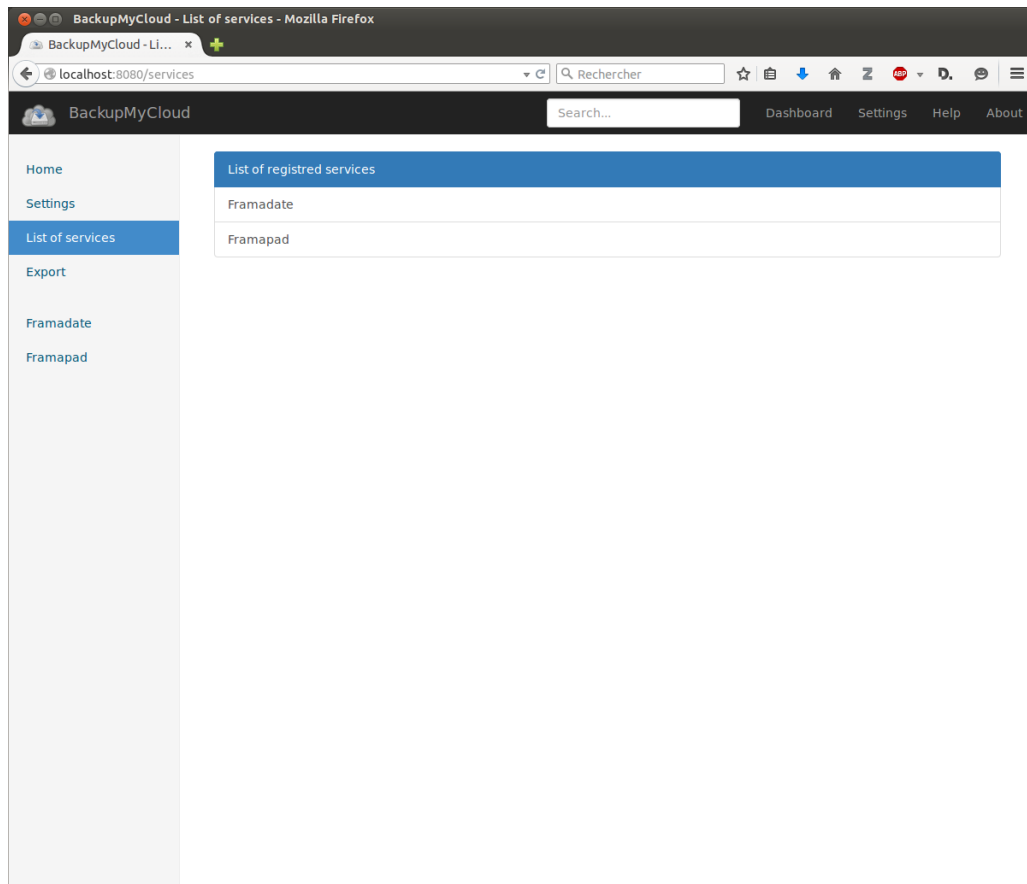 BackupMyCloud - List of services - Mozilla Firefox
BackupMyCloud - Li...
localhost:8080/services
Rechercher
Z ABP D.
BackupMyCloud
Search...
Dashboard Settings Help About
Home
Settings
List of services
Export
Framadate
Framapad
List of registred services
Framadate
Framapad